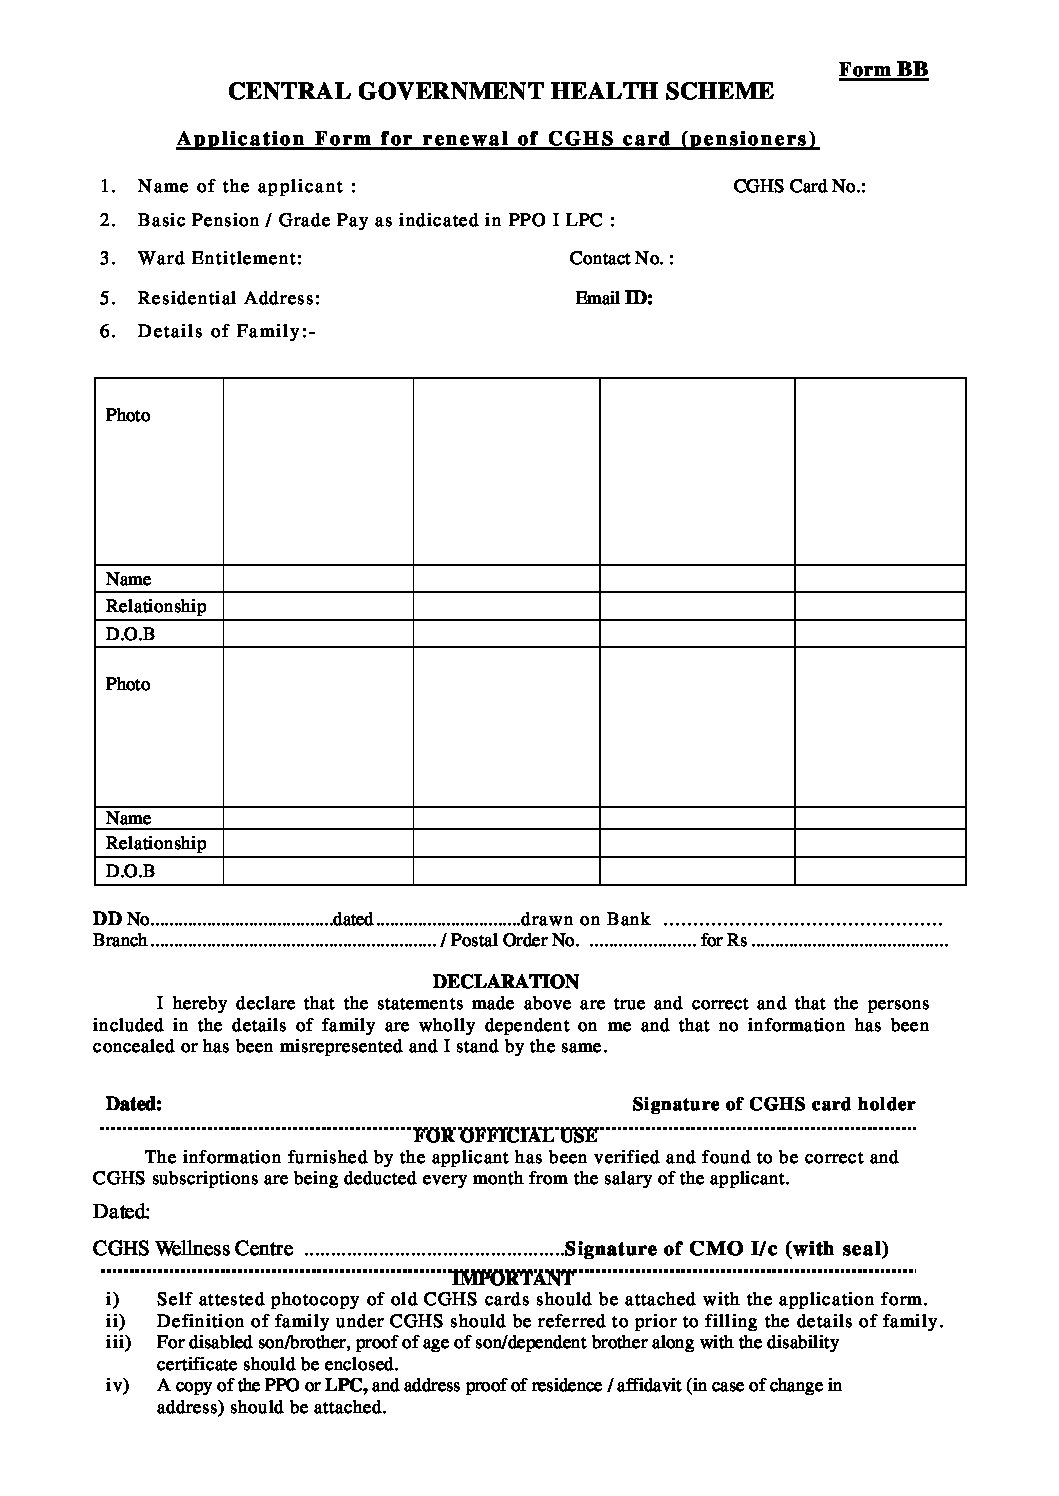 Form BB
CENTRAL GOVERNMENT HEALTH SCHEME
Application Form for renewal of CGHS card (pensioners)
1. Name of the applicant : CGHS Card No.:
2. Basic Pension / Grade Pay as indicated in PPO I LPC :
3. Ward Entitlement: Contact No. :
5. Residential Address: Email ID:
6. Details of Family:-
Photo
Name
Relationship
D.O.B
Photo
Name
Relationship
D.O.B
DD No.......................................dated...............................drawn on Bank ...............................................
Branch............................................................. / Postal Order No. ....................... for Rs ..........................................
DECLARATION
I hereby declare that the statements made above are true and correct and that the persons
included in the details of family are wholly dependent on me and that no information has been
concealed or has been misrepresented and I stand by the same.
Dated: Signature of CGHS card holder
FOR OFFICIAL USE
The information furnished by the applicant has been verified and found to be correct and
CGHS subscriptions are being deducted every month from the salary of the applicant.
Dated:
CGHS Wellness Centre .................................................Signature of CMO I/c (with seal)
IMPORTANT
i) Self attested photocopy of old CGHS cards should be attached with the application form.
ii) Definition of family under CGHS should be referred to prior to filling the details of family.
iii) For disabled son/brother, proof of age of son/dependent brother along with the disability
certificate should be enclosed.
iv) A copy of the PPO or LPC, and address proof of residence / affidavit (in case of change in
address) should be attached.